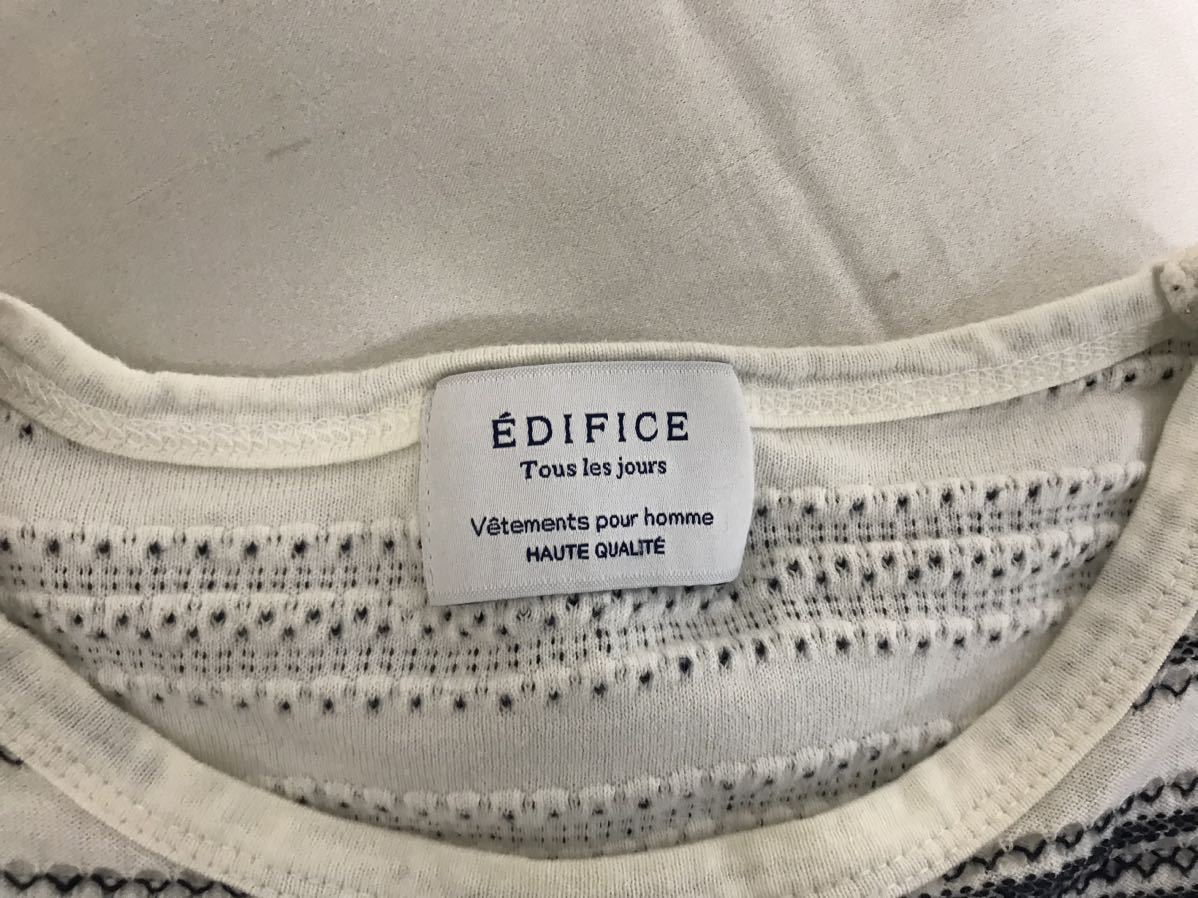 ÉDIFICE
Tous les jours
Vêtements pour homme
HAUTE QUALITÉ